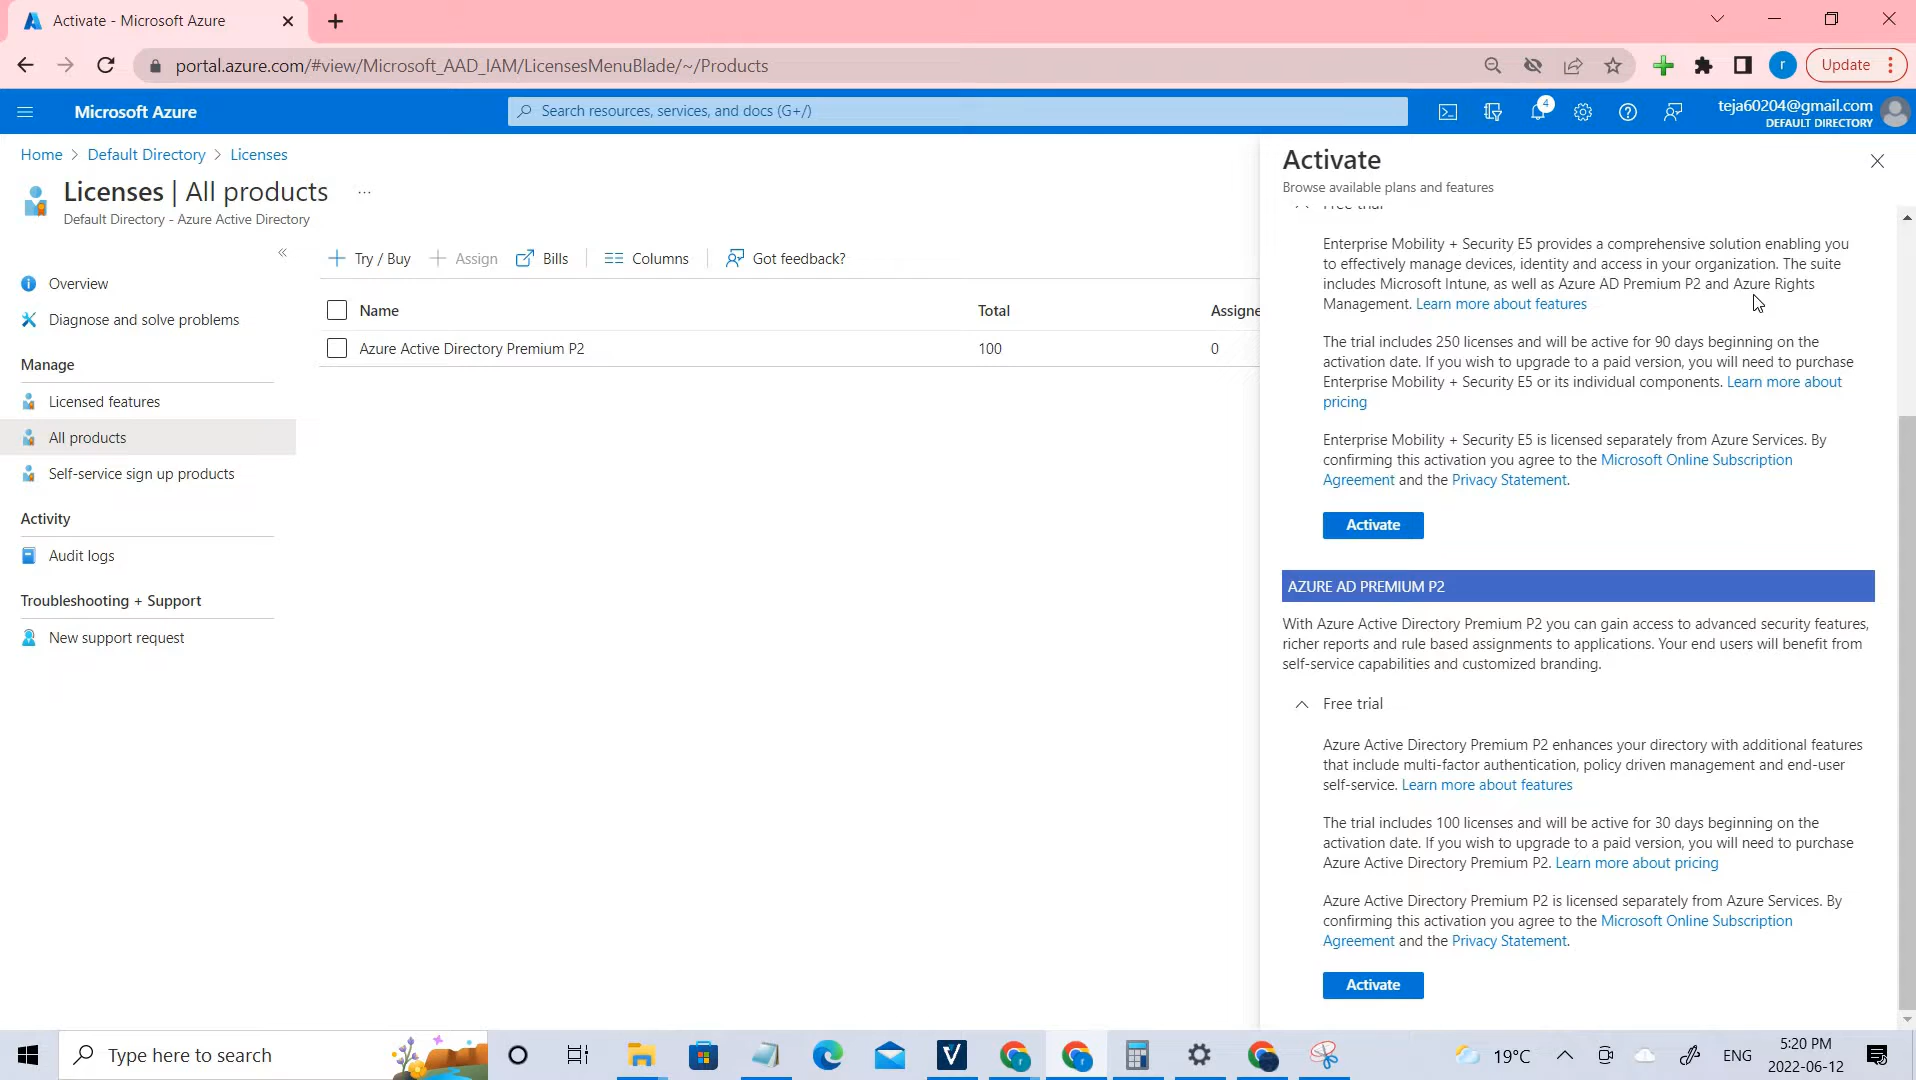 Activate - Microsoft Azure
portal.azure.com/#view/Microsoft_AAD_IAM/LicensesMenuBlade/~/Products
r
Update
Microsoft Azure
Search resources, services, and docs (G+/)
4
teja60204@gmail.com
DEFAULT DIRECTORY
Home > Default Directory > Licenses
Licenses | All products
...
Default Directory - Azure Active Directory
Overview
Diagnose and solve problems
Manage
Licensed features
All products
Self-service sign up products
Activity
Audit logs
Troubleshooting + Support
New support request
Try / Buy
Assign
Bills
Columns
Got feedback?
Name
Total
Assigne
Azure Active Directory Premium P2
100
0
Activate
Browse available plans and features
Free trial
Enterprise Mobility + Security E5 provides a comprehensive solution enabling you
to effectively manage devices, identity and access in your organization. The suite
includes Microsoft Intune, as well as Azure AD Premium P2 and Azure Rights
Management. Learn more about features
The trial includes 250 licenses and will be active for 90 days beginning on the
activation date. If you wish to upgrade to a paid version, you will need to purchase
Enterprise Mobility + Security E5 or its individual components. Learn more about
pricing
Enterprise Mobility + Security E5 is licensed separately from Azure Services. By
confirming this activation you agree to the Microsoft Online Subscription
Agreement and the Privacy Statement.
Activate
AZURE AD PREMIUM P2
With Azure Active Directory Premium P2 you can gain access to advanced security features,
richer reports and rule based assignments to applications. Your end users will benefit from
self-service capabilities and customized branding.
Free trial
Azure Active Directory Premium P2 enhances your directory with additional features
that include multi-factor authentication, policy driven management and end-user
self-service. Learn more about features
The trial includes 100 licenses and will be active for 30 days beginning on the
activation date. If you wish to upgrade to a paid version, you will need to purchase
Azure Active Directory Premium P2. Learn more about pricing
Azure Active Directory Premium P2 is licensed separately from Azure Services. By
confirming this activation you agree to the Microsoft Online Subscription
Agreement and the Privacy Statement.
Activate
Type here to search
19°C
ENG
5:20 PM
2022-06-12